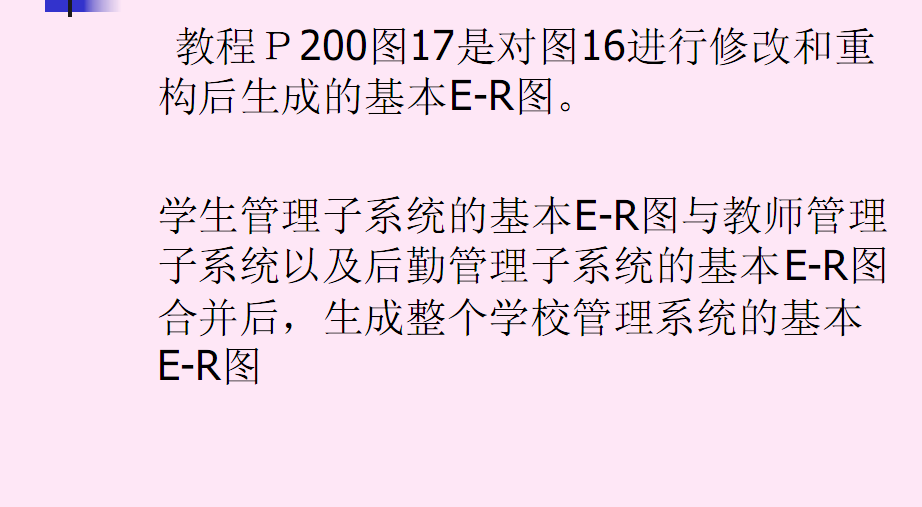 教程Ｐ200图17是对图16进行修改和重
构后生成的基本E-R图。
学生管理子系统的基本E-R图与教师管理
子系统以及后勤管理子系统的基本E-R图
合并后，生成整个学校管理系统的基本
E-R图